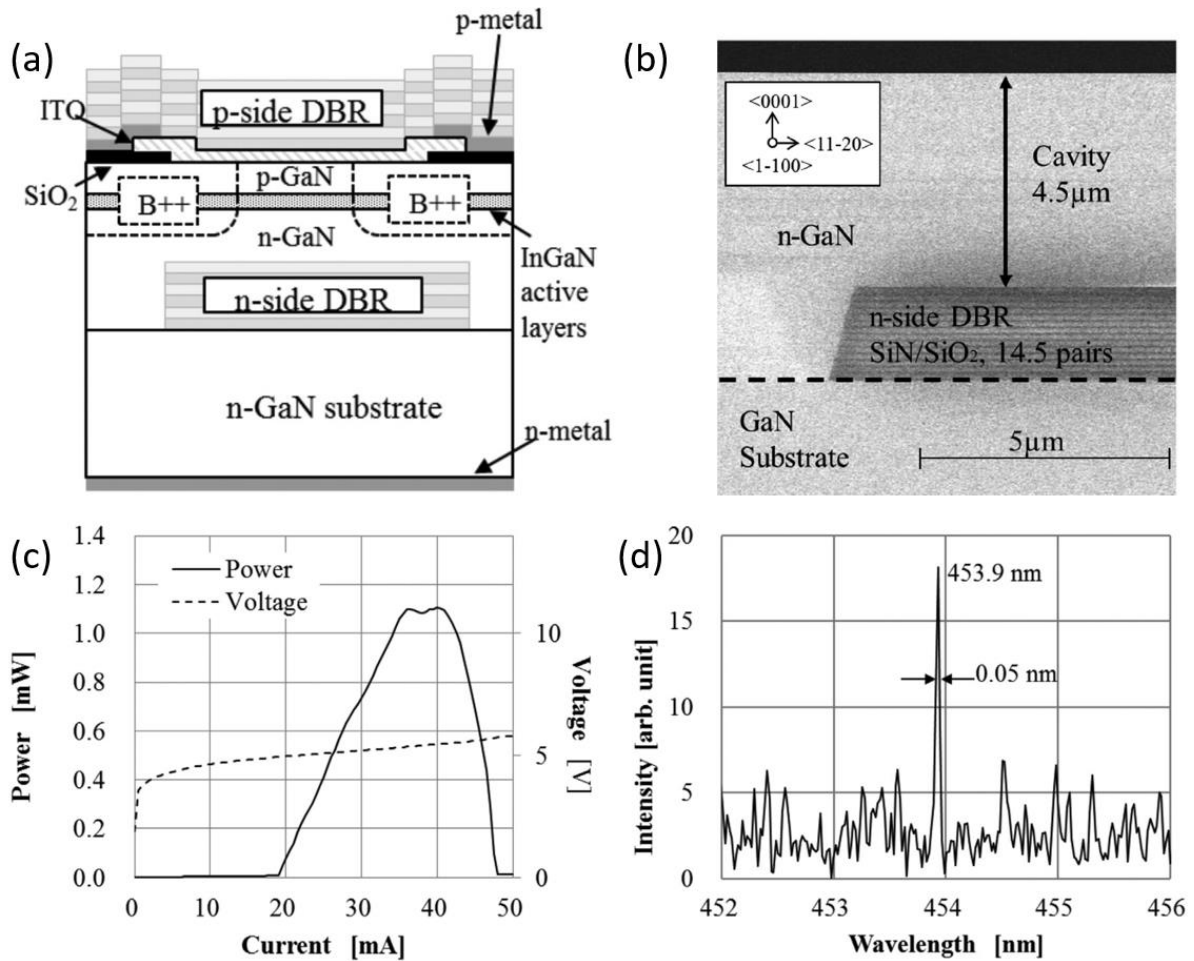 (a)
p-metal
ITO
p-side DBR
SiO₂
p-GaN
B++
B++
n-GaN
InGaN
active
layers
n-side DBR
n-GaN substrate
n-metal
(b)
<0001>
<11-20>
<1-100>
Cavity
4.5µm
n-GaN
n-side DBR
SiN/SiO₂, 14.5 pairs
GaN
Substrate
5µm
(c)
Power [mW]
1.4
1.2
1.0
0.8
0.6
0.4
0.2
0.0
Power
Voltage
10
5
0
Voltage [V]
0 10 20 30 40 50
Current [mA]
(d)
Intensity [arb. unit]
20
15
10
5
0
453.9 nm
0.05 nm
452 453 454 455 456
Wavelength [nm]